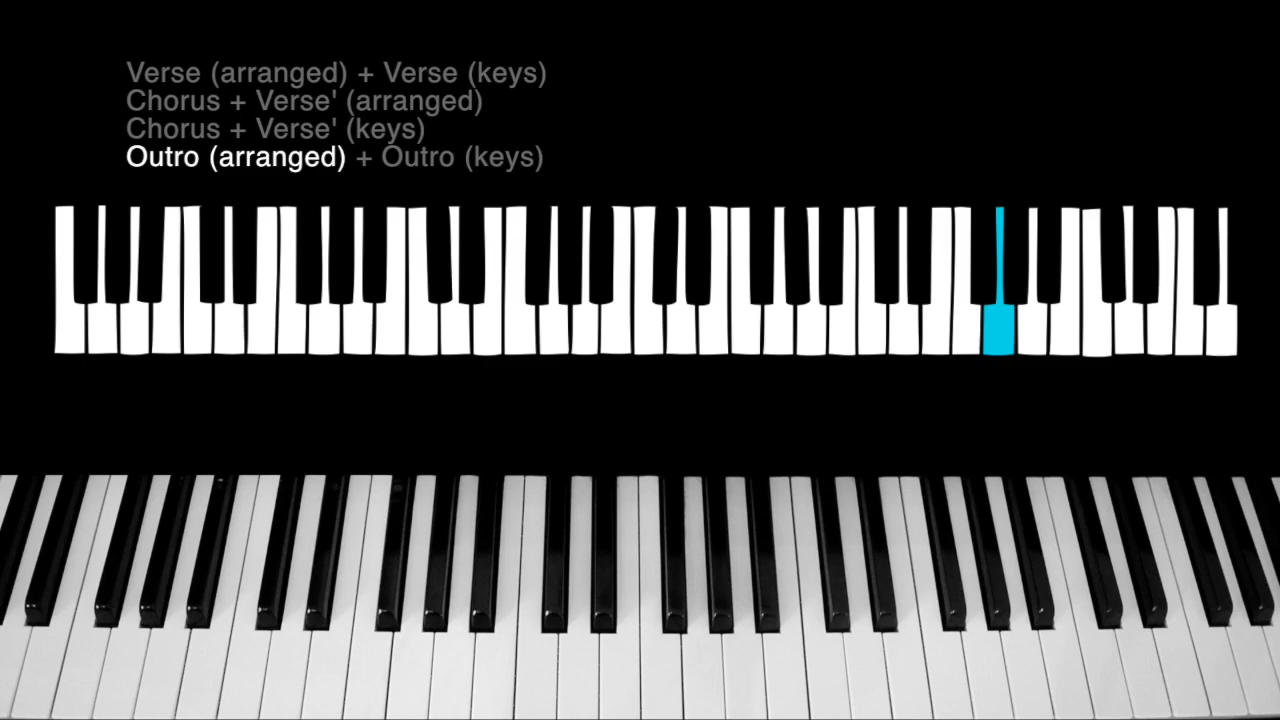 Verse (arranged) + Verse (keys)
Chorus + Verse' (arranged)
Chorus + Verse' (keys)
Outro (arranged) + Outro (keys)